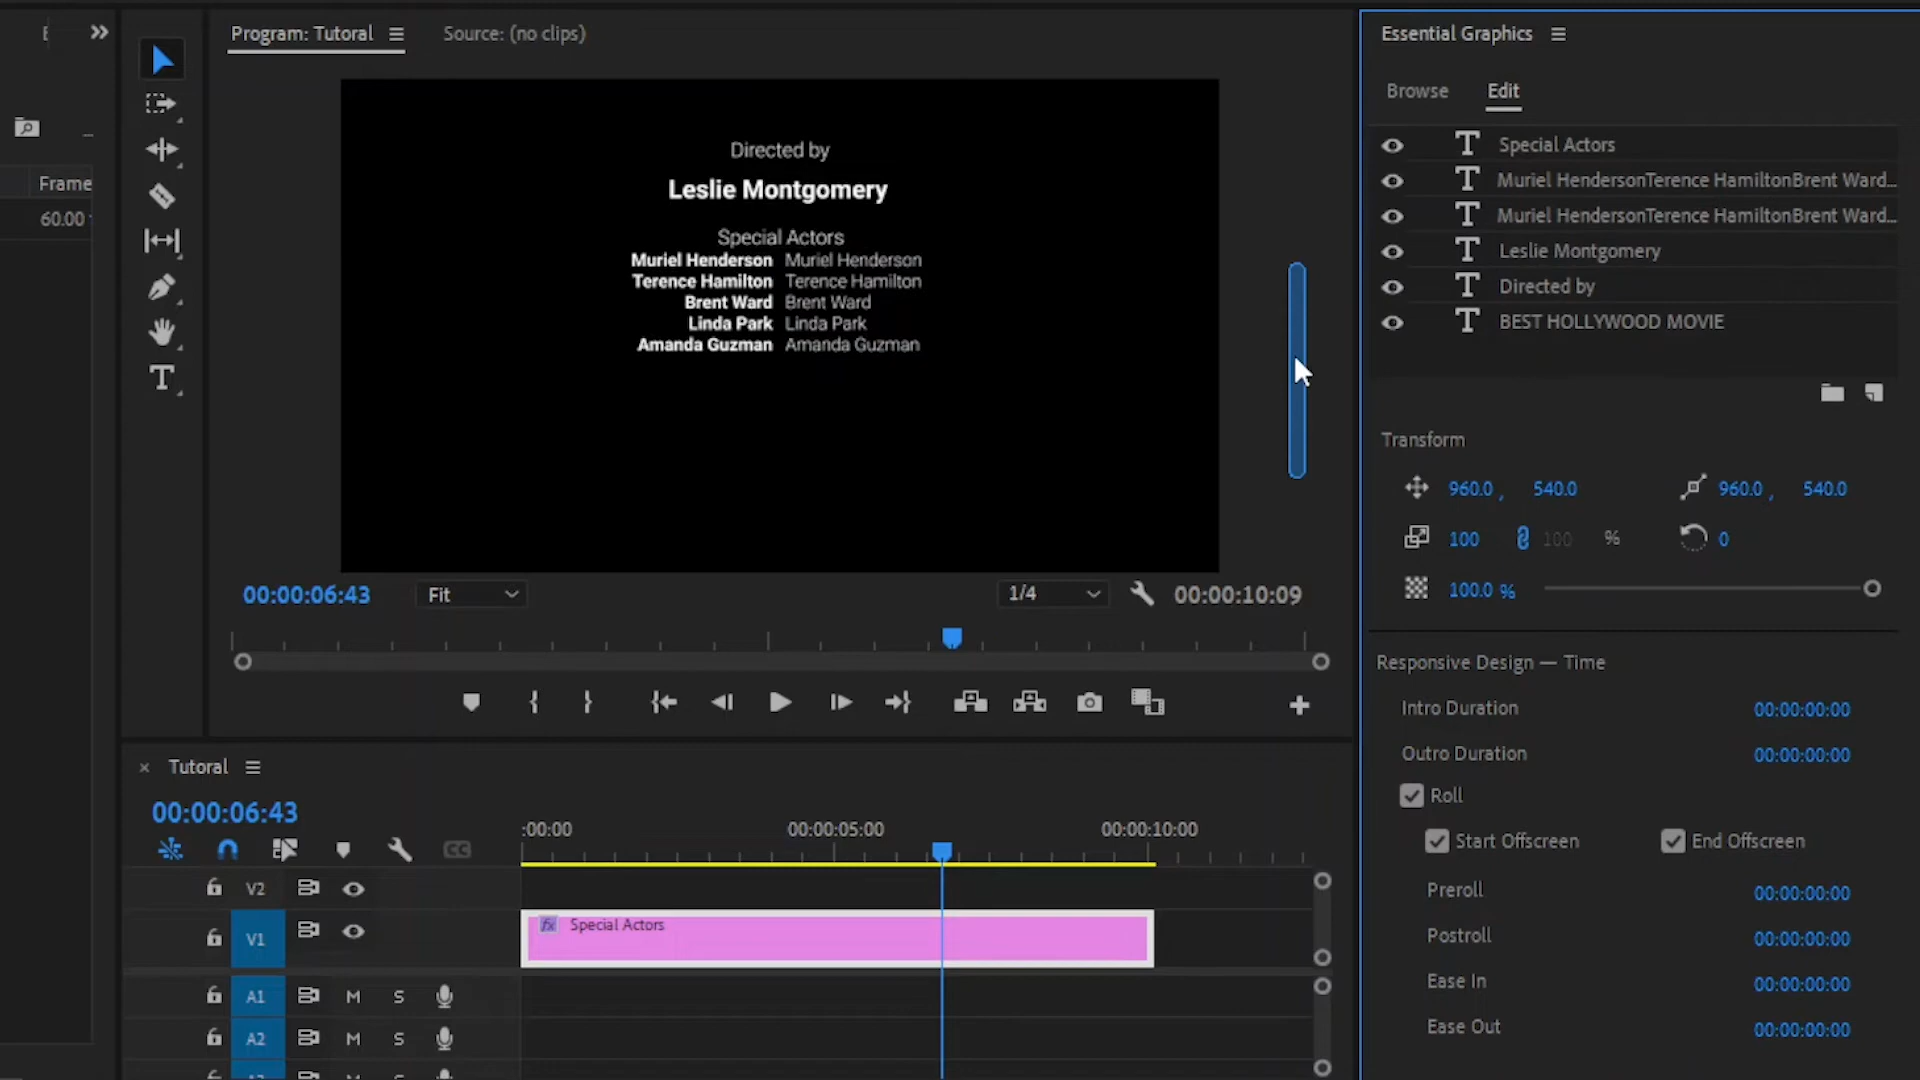 Program: Tutoral
Source: (no clips)
Essential Graphics
Browse
Edit
Frame
60.00
Directed by
Leslie Montgomery
Special Actors
Muriel Henderson Muriel Henderson
Terence Hamilton Terence Hamilton
Brent Ward Brent Ward
Linda Park Linda Park
Amanda Guzman Amanda Guzman
Special Actors
Muriel HendersonTerence HamiltonBrent Ward...
Muriel HendersonTerence HamiltonBrent Ward...
Leslie Montgomery
Directed by
BEST HOLLYWOOD MOVIE
Transform
960.0 , 540.0 960.0 , 540.0
100 100 % 0
100.0 %
00:00:06:43 Fit 1/4 00:00:10:09
Responsive Design — Time
Intro Duration 00:00:00:00
Outro Duration 00:00:00:00
Roll
Start Offscreen End Offscreen
Preroll 00:00:00:00
Postroll 00:00:00:00
Ease In 00:00:00:00
Ease Out 00:00:00:00
× Tutoral
00:00:06:43
:00:00 00:00:05:00 00:00:10:00
CC
V2
V1
fx Special Actors
A1 M S
A2 M S